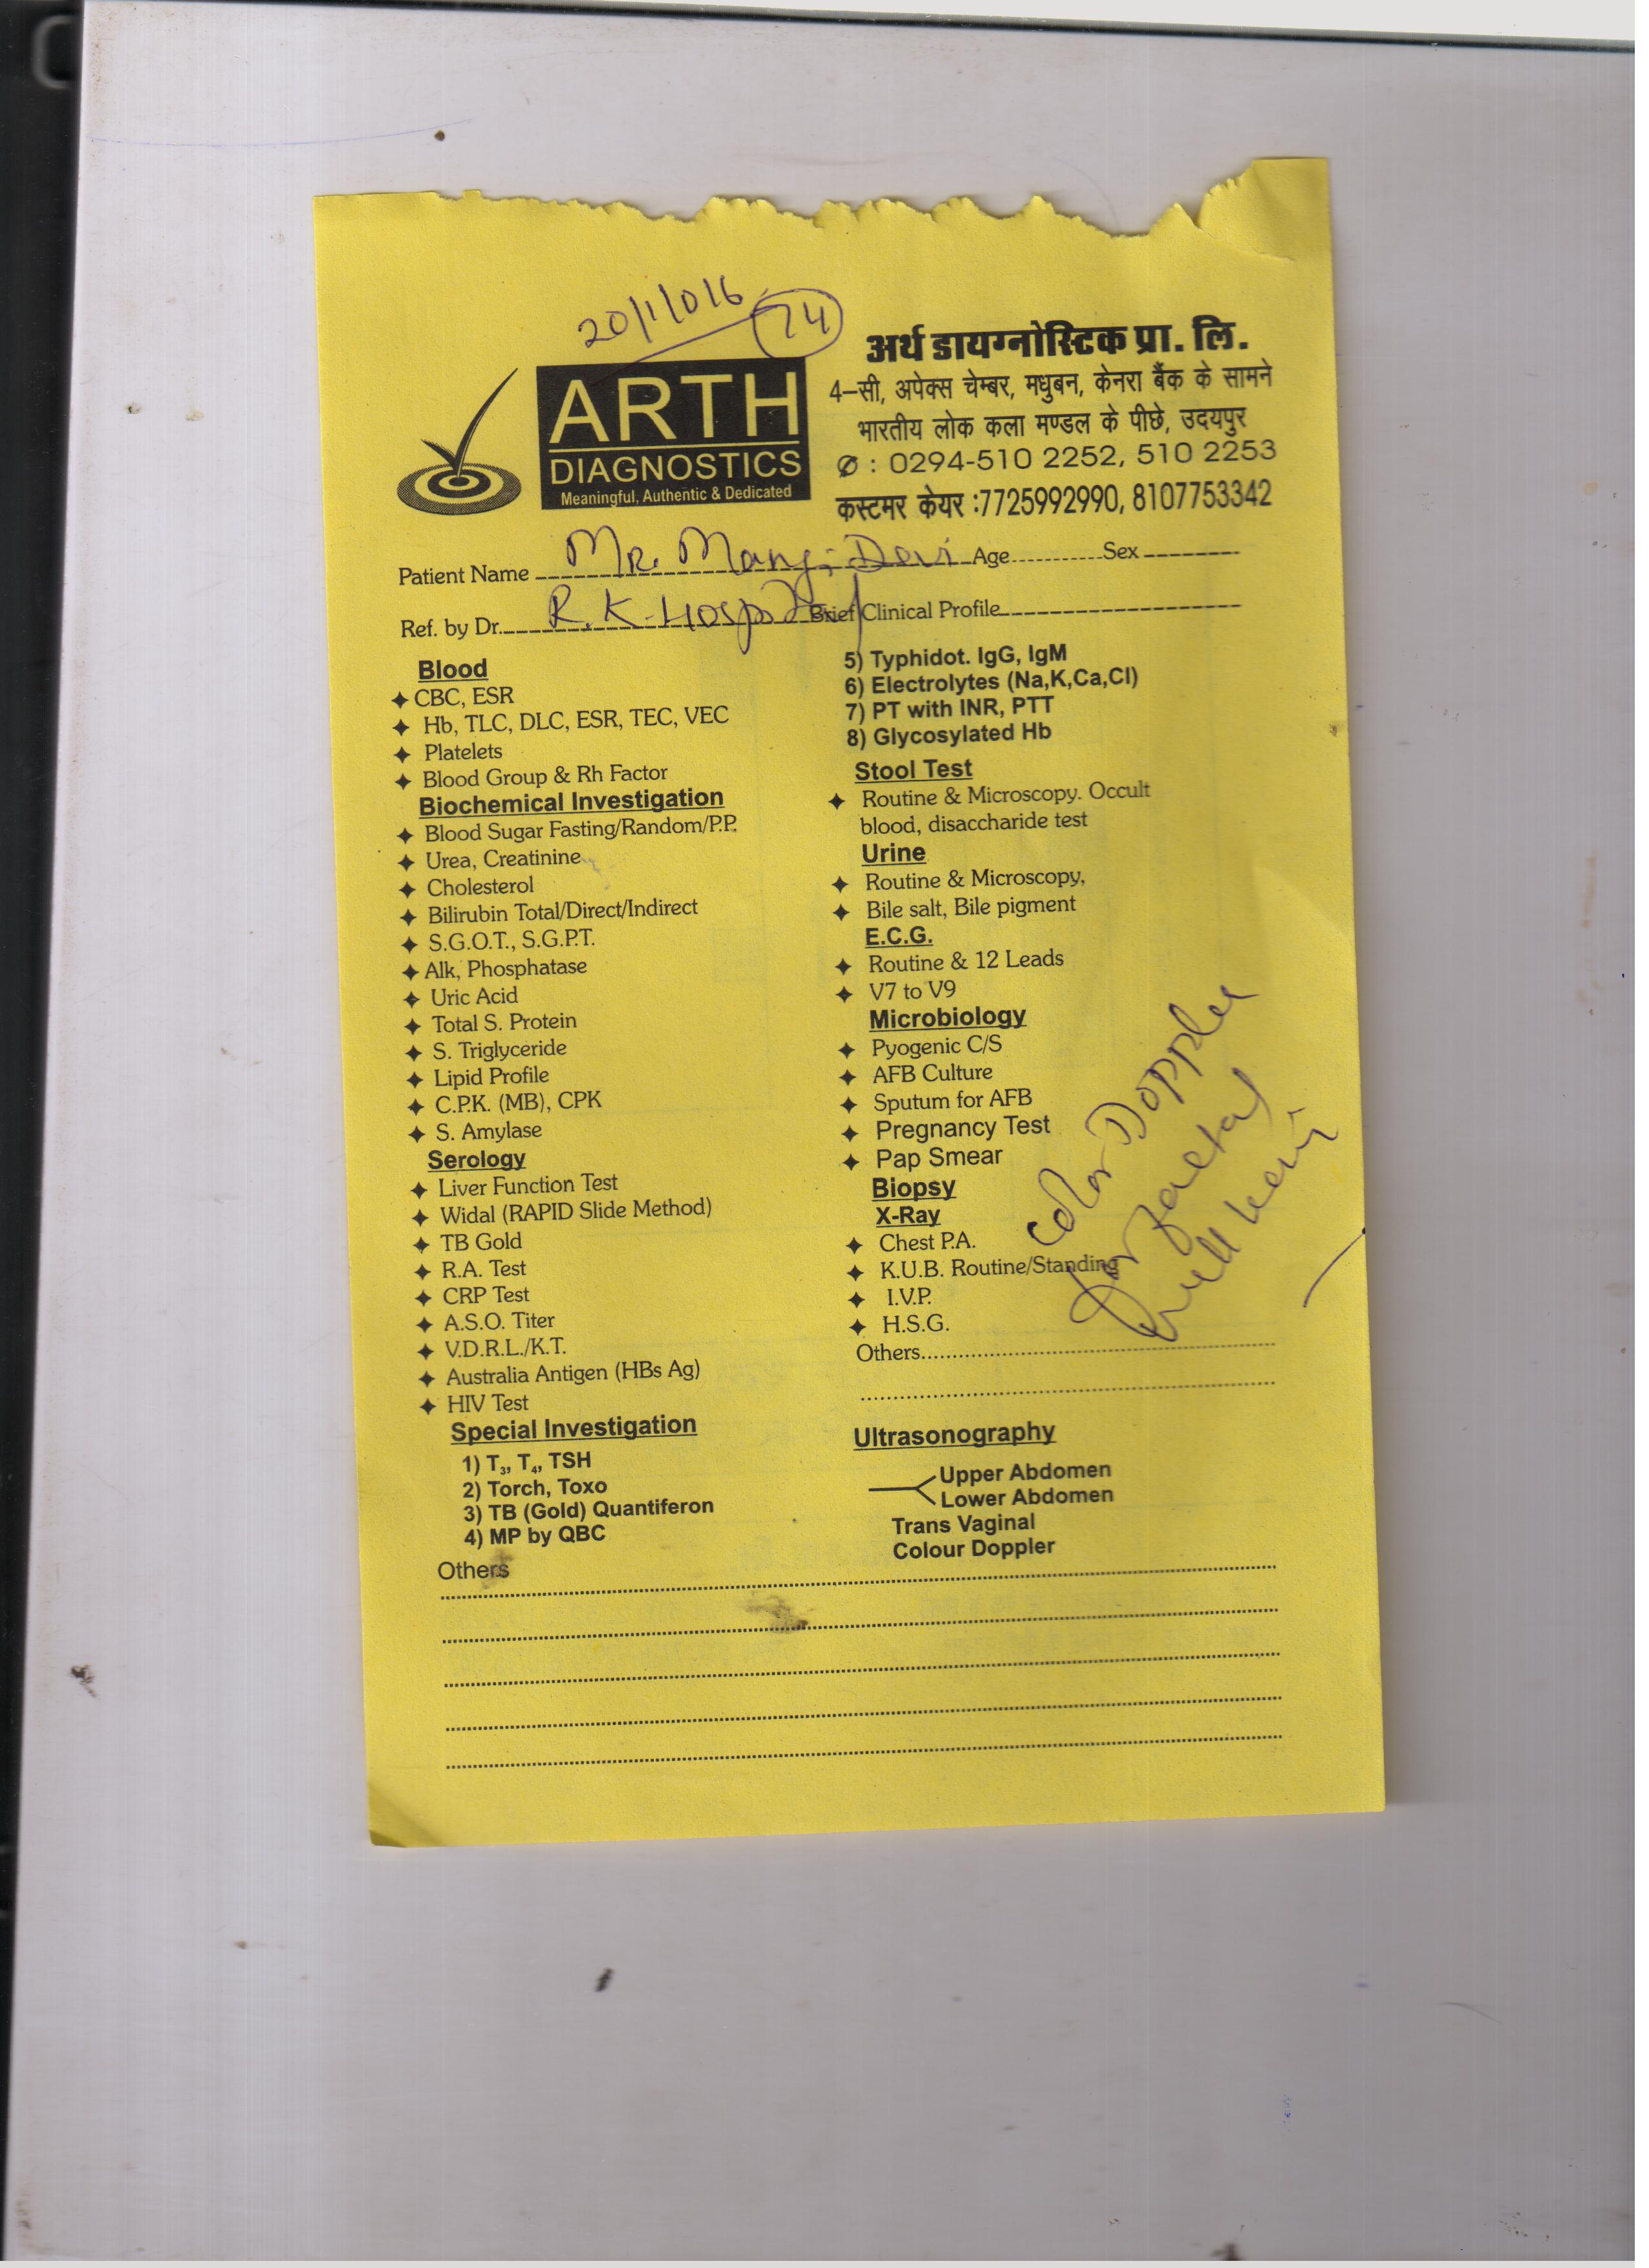 20/1/016 74
ARTH
DIAGNOSTICS
Meaningful, Authentic & Dedicated
अर्थ डायग्नोस्टिक प्रा. लि.
4–सी, अपेक्स चेम्बर, मधुबन, केनरा बैंक के सामने
भारतीय लोक कला मण्डल के पीछे, उदयपुर
✆ : 0294-510 2252, 510 2253
कस्टमर केयर :7725992990, 8107753342
Patient Name Mr. Mangi Devi Age Sex
Ref. by Dr. R.K. Hospital Brief Clinical Profile
Blood
CBC, ESR
Hb, TLC, DLC, ESR, TEC, VEC
Platelets
Blood Group & Rh Factor
Biochemical Investigation
Blood Sugar Fasting/Random/P.P.
Urea, Creatinine
Cholesterol
Bilirubin Total/Direct/Indirect
S.G.O.T., S.G.P.T.
Alk, Phosphatase
Uric Acid
Total S. Protein
S. Triglyceride
Lipid Profile
C.P.K. (MB), CPK
S. Amylase
Serology
Liver Function Test
Widal (RAPID Slide Method)
TB Gold
R.A. Test
CRP Test
A.S.O. Titer
V.D.R.L./K.T.
Australia Antigen (HBs Ag)
HIV Test
Special Investigation
1) T3, T4, TSH
2) Torch, Toxo
3) TB (Gold) Quantiferon
4) MP by QBC
5) Typhidot. IgG, IgM
6) Electrolytes (Na,K,Ca,Cl)
7) PT with INR, PTT
8) Glycosylated Hb
Stool Test
Routine & Microscopy. Occult
blood, disaccharide test
Urine
Routine & Microscopy,
Bile salt, Bile pigment
E.C.G.
Routine & 12 Leads
V7 to V9
Microbiology
Pyogenic C/S
AFB Culture
Sputum for AFB
Pregnancy Test
Pap Smear
Biopsy
X-Ray
Chest P.A.
K.U.B. Routine/Standing
I.V.P.
H.S.G.
Others
Color Doppler
for Faetal
well being
Ultrasonography
Upper Abdomen
Lower Abdomen
Trans Vaginal
Colour Doppler
Others